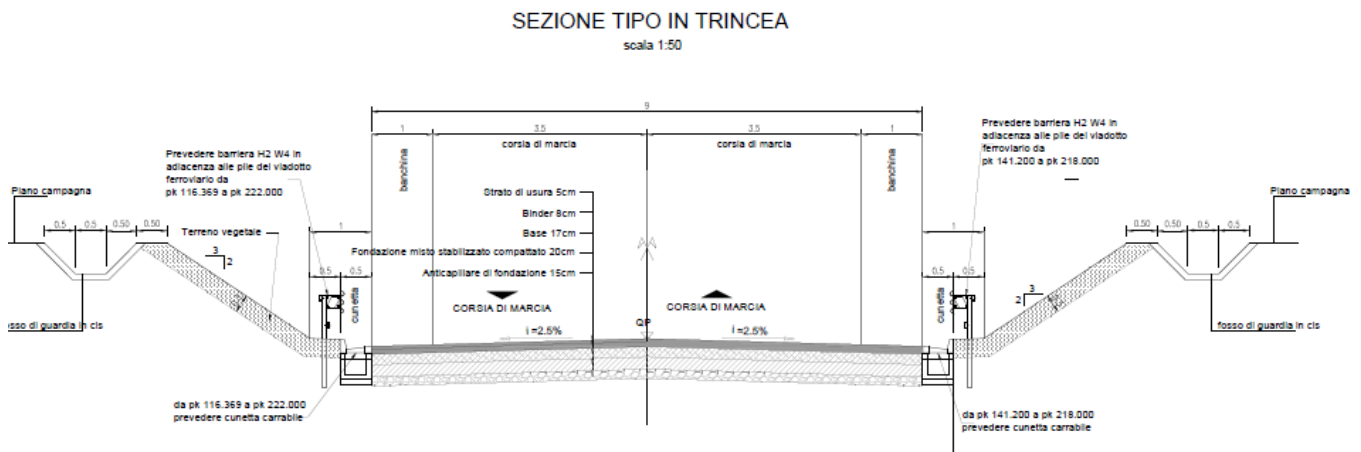 SEZIONE TIPO IN TRINCEA
scala 1:50
9
1
3.5
3.5
1
corsia di marcia
corsia di marcia
banchina
banchina
Prevedere barriera H2 W4 in
adiacenza alle pile del viadotto
ferroviario da
pk 116.369 a pk 222.000
Prevedere barriera H2 W4 in
adiacenza alle pile del viadotto
ferroviario da
pk 141.200 a pk 218.000
Plano campagna
Plano campagna
0.5
0.5
0.50
0.50
0.50
0.50
0.5
0.5
Terreno vegetale
3
2
3
2
1
1
Strato di usura 5cm
Binder 8cm
Base 17cm
Fondazione misto stabilizzato compattato 20cm
Anticapillare di fondazione 15cm
0.5
0.5
0.5
0.5
cunetta
cunetta
CORSIA DI MARCIA
CORSIA DI MARCIA
QP
i =2.5%
i =2.5%
osso di guardia in cls
fosso di guardia in cls
da pk 116.369 a pk 222.000
prevedere cunetta carrabile
da pk 141.200 a pk 218.000
prevedere cunetta carrabile